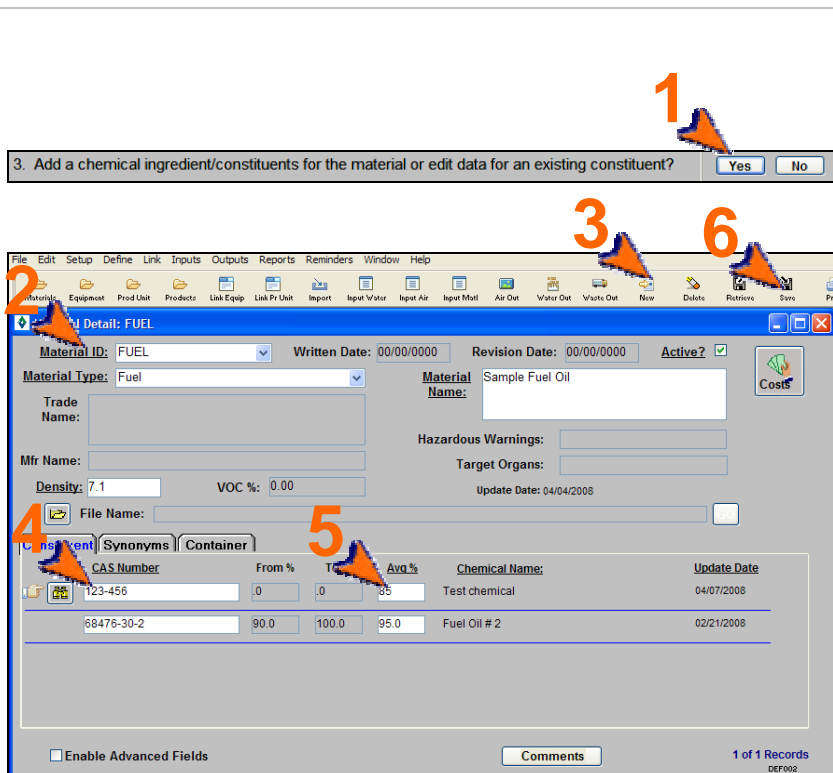 1
3. Add a chemical ingredient/constituents for the material or edit data for an existing constituent? Yes No
3 6
File Edit Setup Define Link Inputs Outputs Reports Reminders Window Help
2
Materials Equipment Prod Unit Products Link Equip Link Pr Unit Import Input Water Input Air Input Matl Air Out Water Out Waste Out New Delete Retrieve Save
Detail: FUEL
Material ID: FUEL Written Date: 00/00/0000 Revision Date: 00/00/0000 Active?
Material Type: Fuel Material Name: Sample Fuel Oil
Costs
Trade Name:
Hazardous Warnings:
Mfr Name: Target Organs:
Density: 7.1 VOC %: 0.00 Update Date: 04/04/2008
File Name:
4 5
Synonyms Container
CAS Number From % Avg % Chemical Name: Update Date
123-456 .0 .0 85 Test chemical 04/07/2008
68476-30-2 90.0 100.0 95.0 Fuel Oil # 2 02/21/2008
Enable Advanced Fields Comments 1 of 1 Records
DEF002